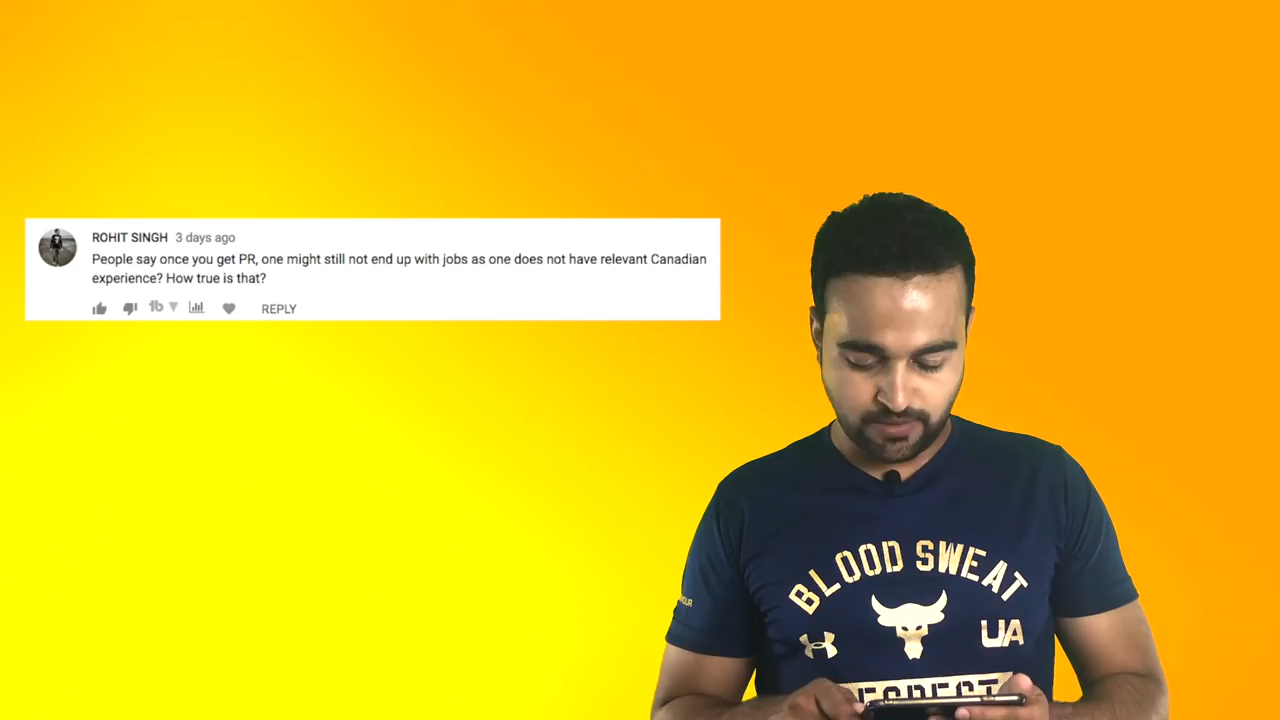 ROHIT SINGH 3 days ago
People say once you get PR, one might still not end up with jobs as one does not have relevant Canadian
experience? How true is that?
REPLY
BLOOD SWEAT
UA